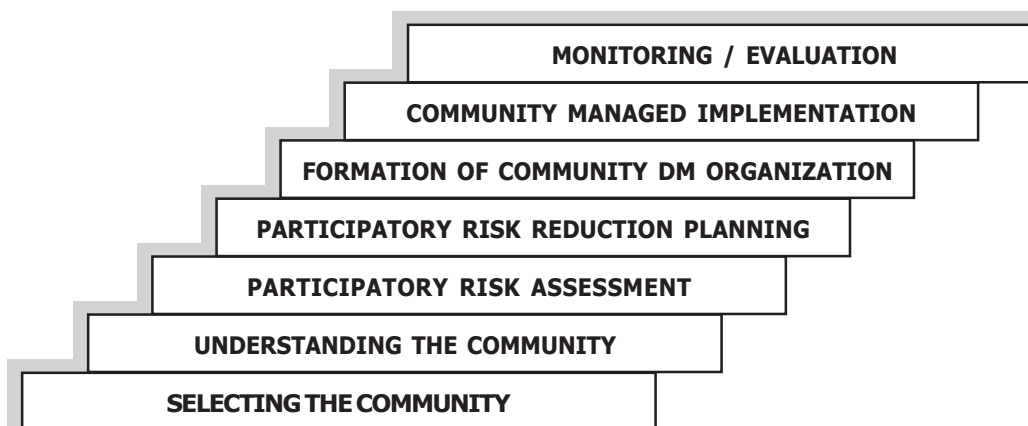 MONITORING / EVALUATION
COMMUNITY MANAGED IMPLEMENTATION
FORMATION OF COMMUNITY DM ORGANIZATION
PARTICIPATORY RISK REDUCTION PLANNING
PARTICIPATORY RISK ASSESSMENT
UNDERSTANDING THE COMMUNITY
SELECTING THE COMMUNITY